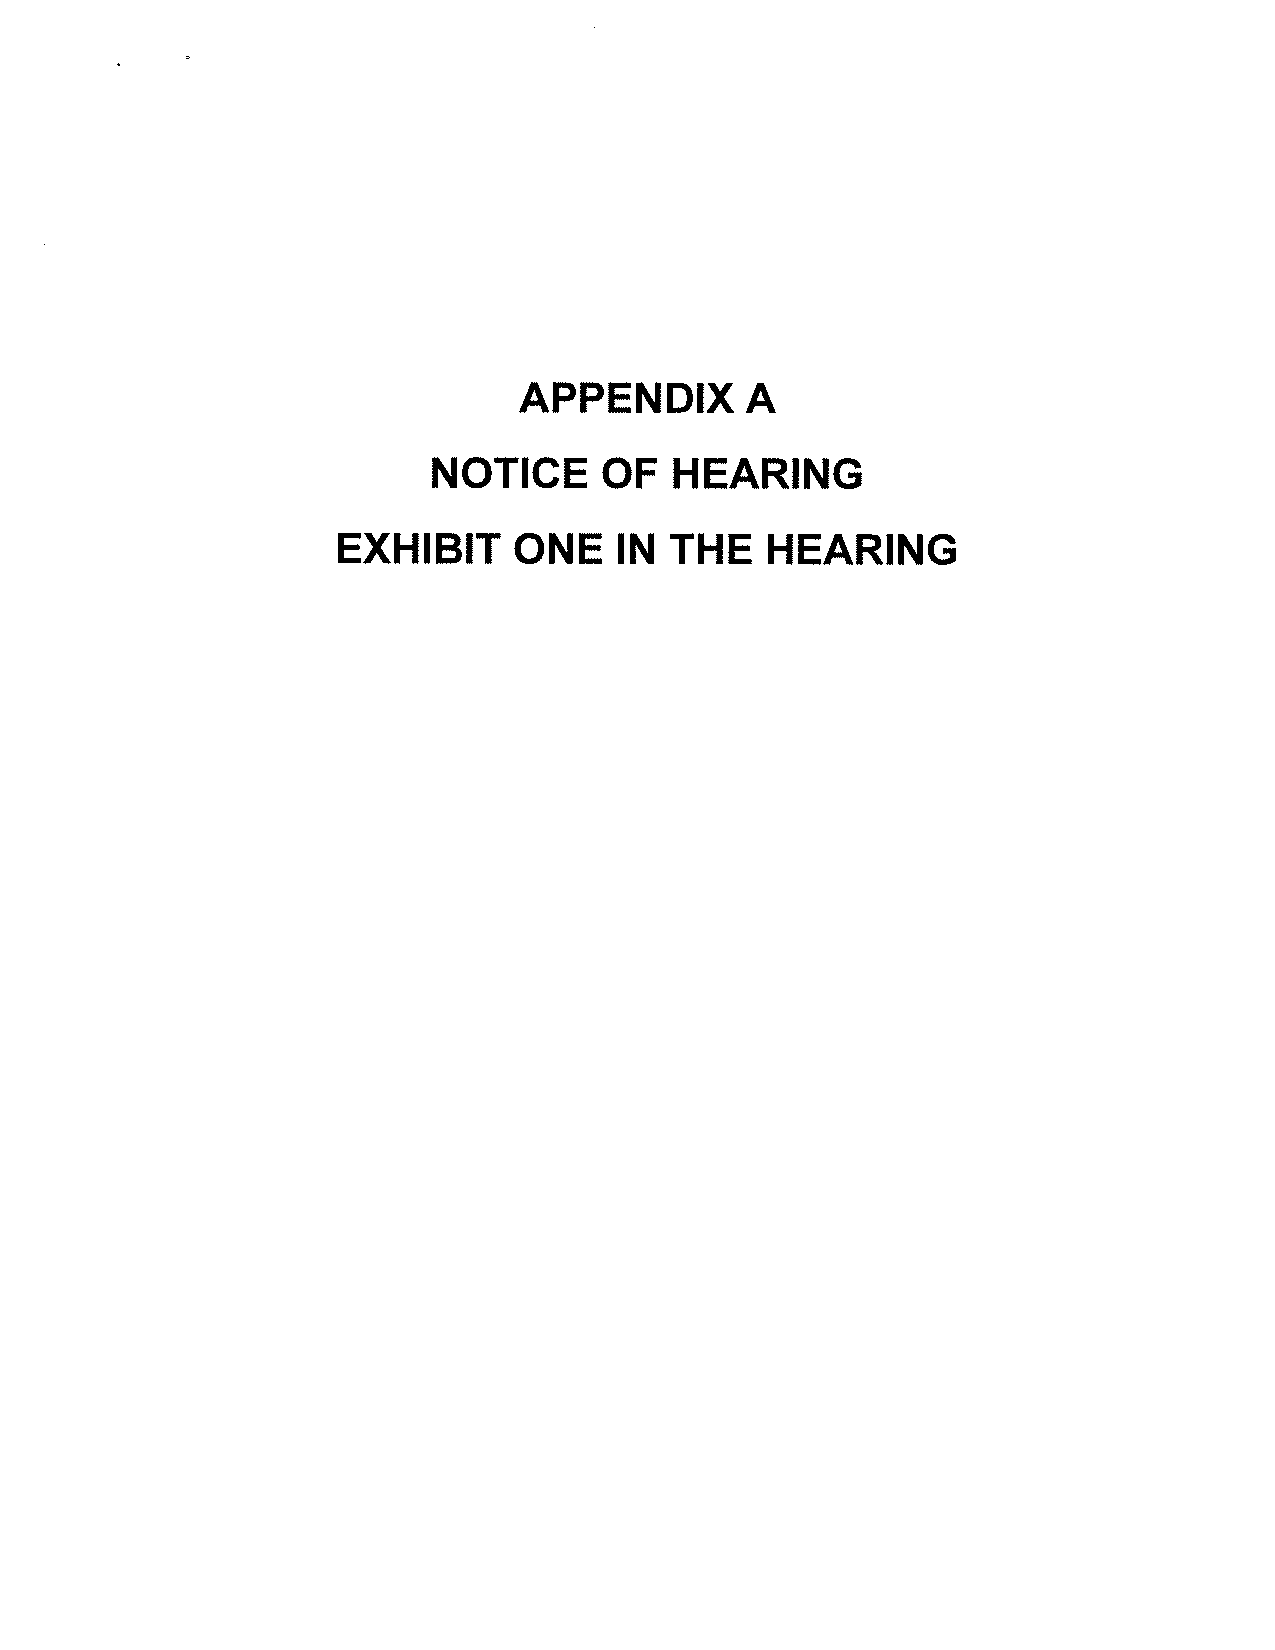 APPENDIX A
NOTICE OF HEARING
EXHIBIT ONE IN THE HEARING